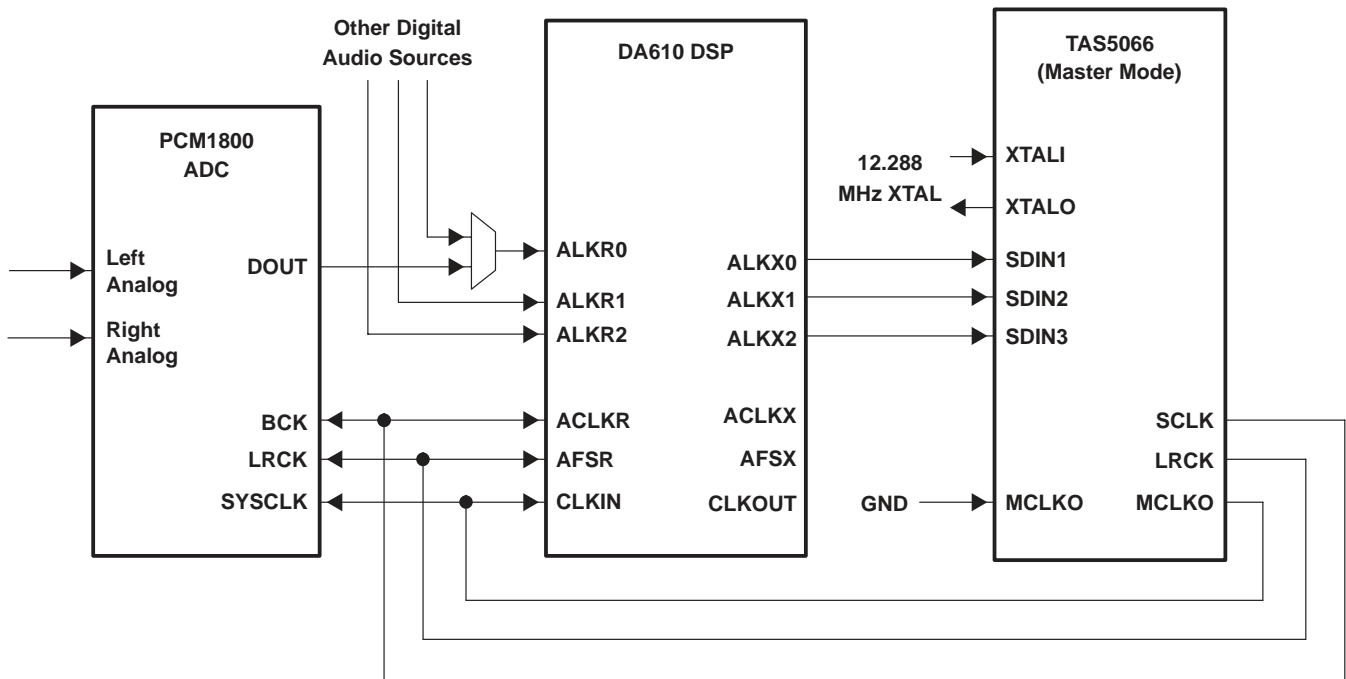 Other Digital
Audio Sources
PCM1800
ADC
Left
Analog
Right
Analog
DOUT
BCK
LRCK
SYSCLK
DA610 DSP
ALKR0
ALKR1
ALKR2
ACLKR
AFSR
CLKIN
ALKX0
ALKX1
ALKX2
ACLKX
AFSX
CLKOUT
12.288
MHz XTAL
GND
TAS5066
(Master Mode)
XTALI
XTALO
SDIN1
SDIN2
SDIN3
MCLKO
SCLK
LRCK
MCLKO